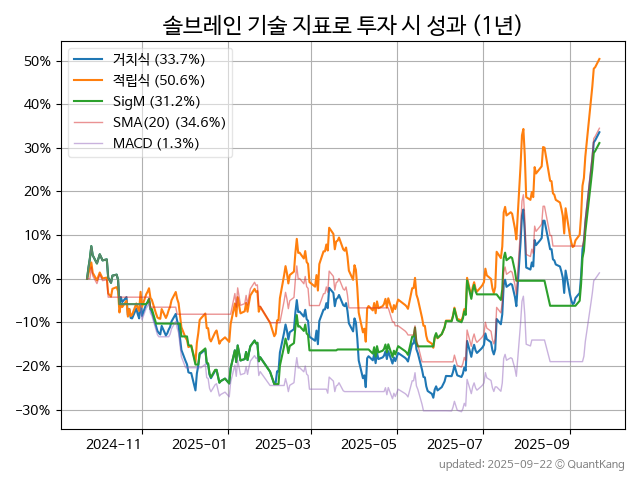 솔브레인 기술 지표로 투자 시 성과 (1년)
거치식 (33.7%)
적립식 (50.6%)
SigM (31.2%)
SMA(20) (34.6%)
MACD (1.3%)
50%
40%
30%
20%
10%
0%
−10%
−20%
−30%
2024-11
2025-01
2025-03
2025-05
2025-07
2025-09
updated: 2025-09-22 © QuantKang